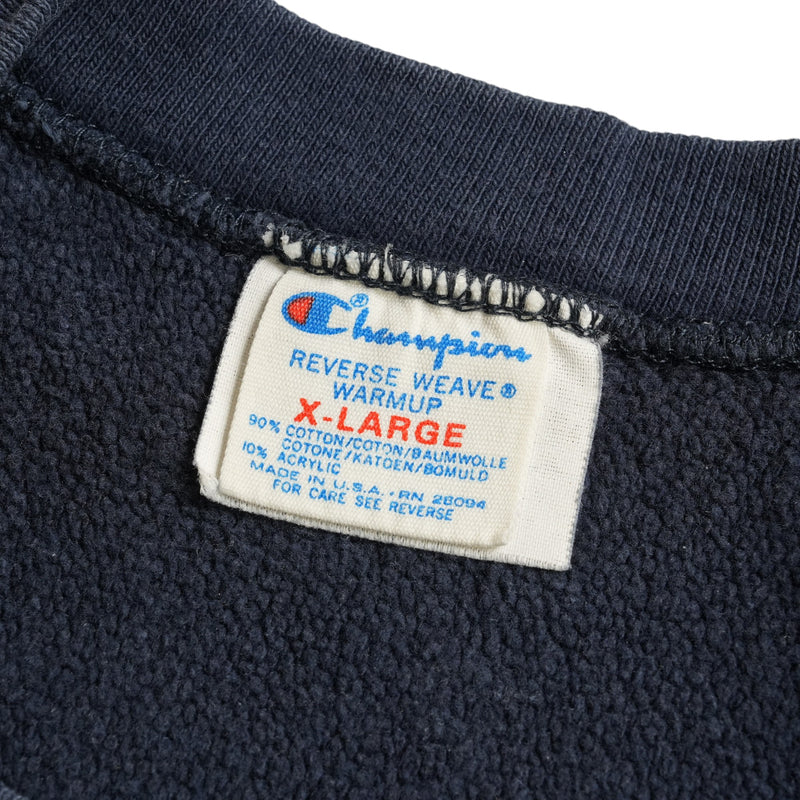 Champion®
REVERSE WEAVE®
WARMUP
X-LARGE
90% COTTON/COTON/BAUMWOLLE
COTONE/KATOEN/BOMULD
10% ACRYLIC
MADE IN U.S.A. · RN 26094
FOR CARE SEE REVERSE